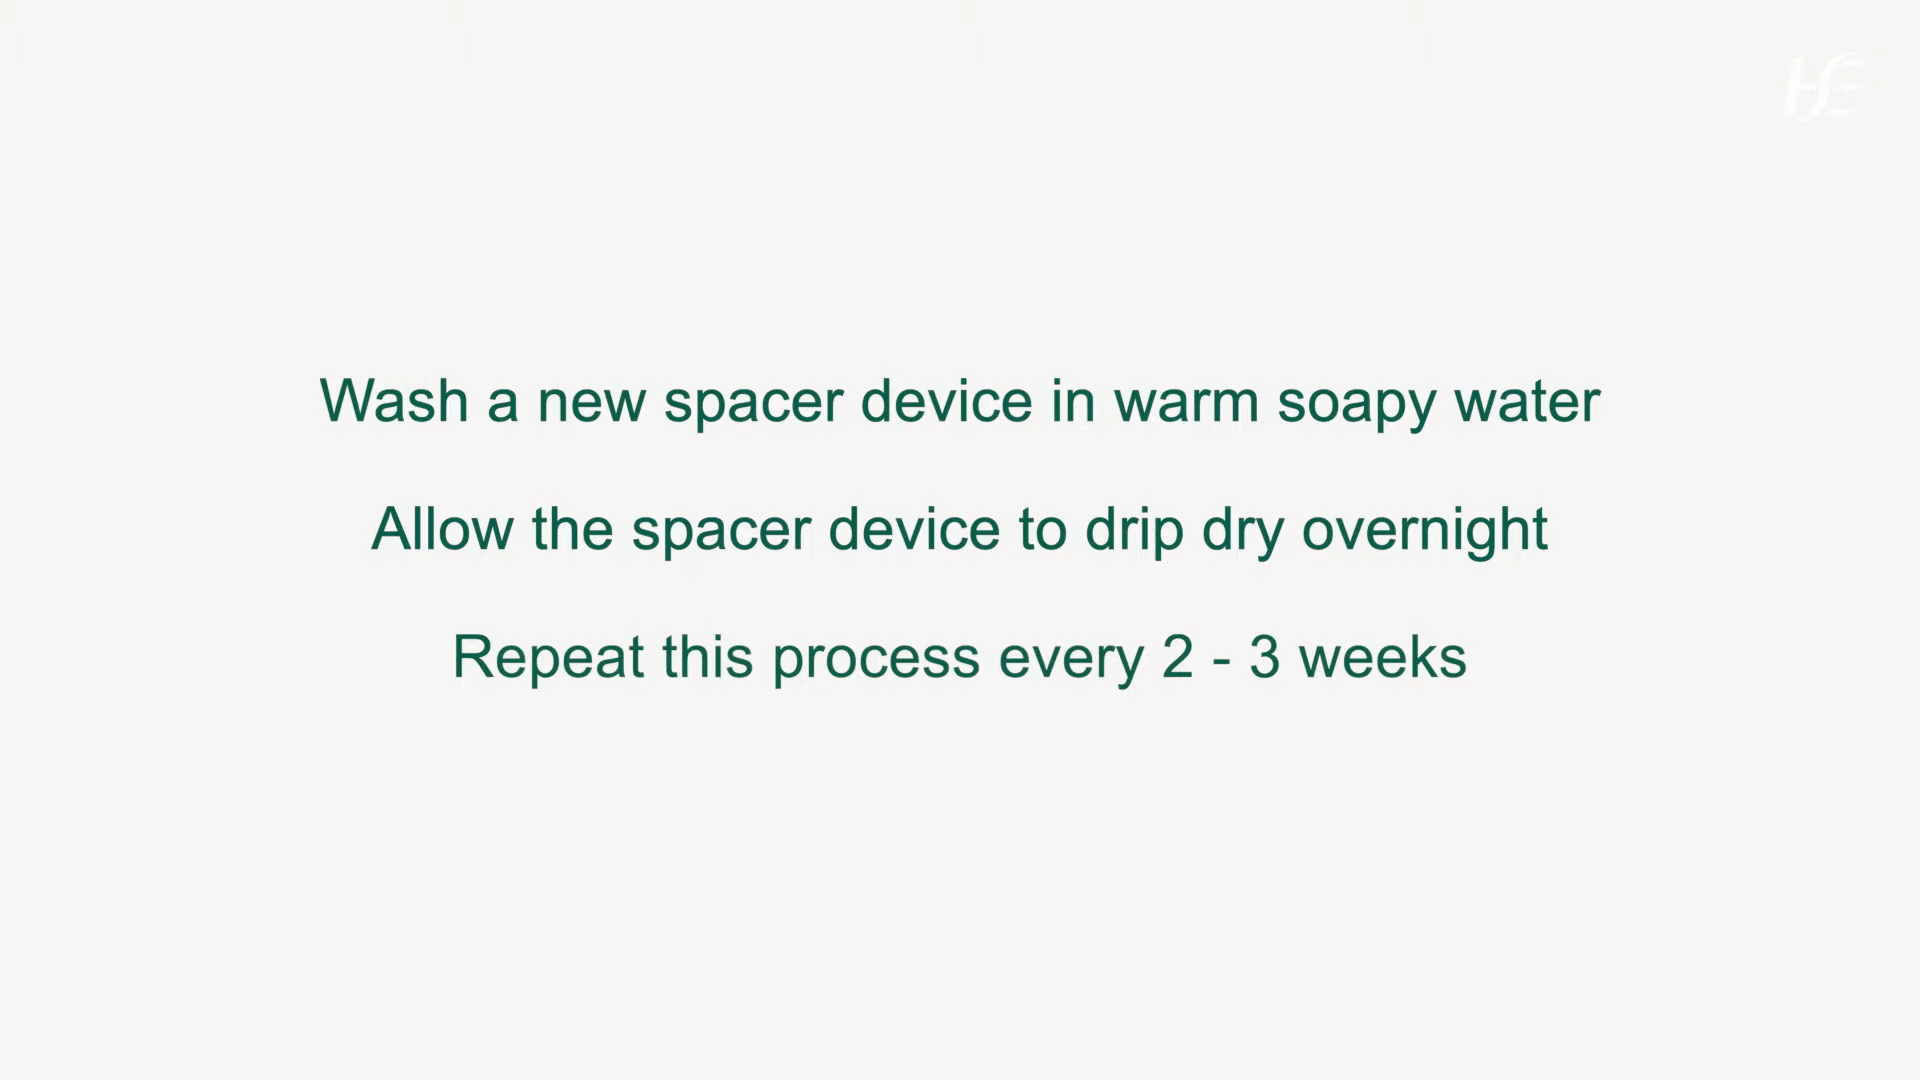 HSE
Wash a new spacer device in warm soapy water
Allow the spacer device to drip dry overnight
Repeat this process every 2 - 3 weeks